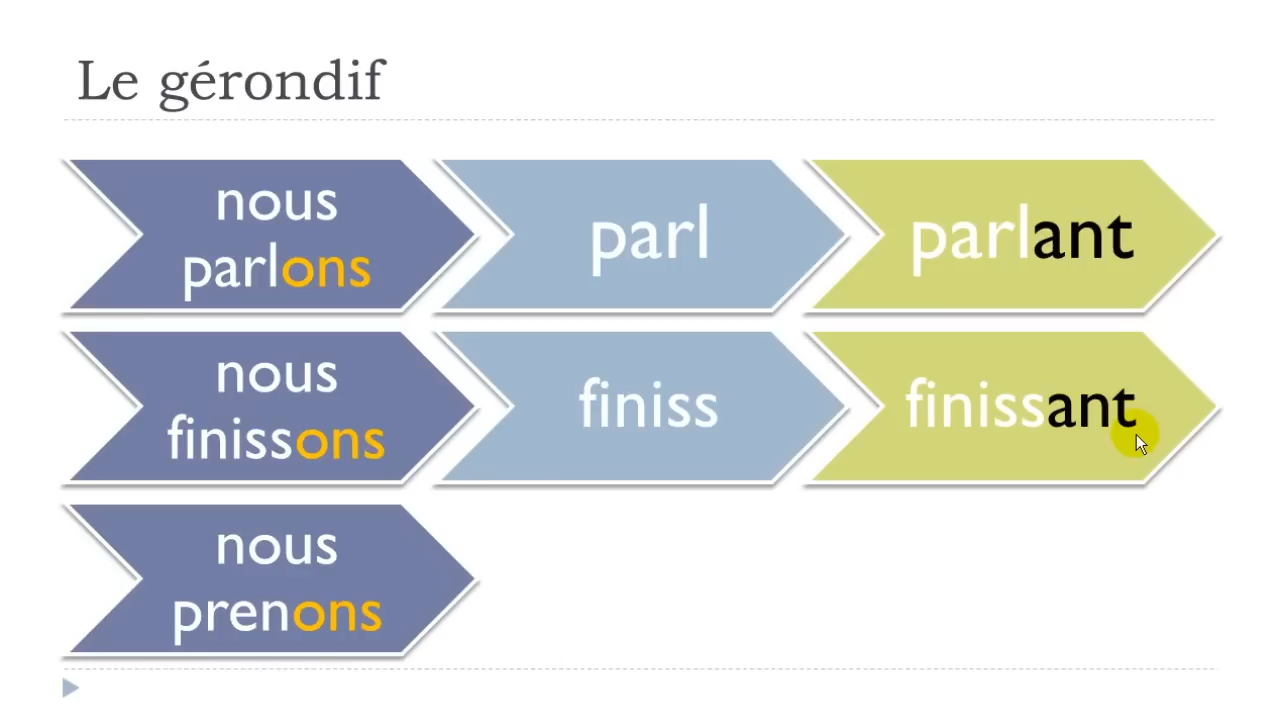 Le gérondif
nous
parlons
parl
parlant
nous
finissons
finiss
finissant
nous
prenons